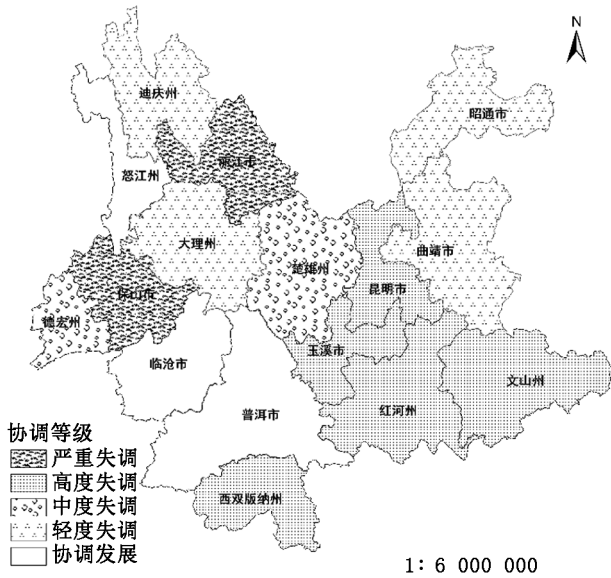 N
迪庆州
昭通市
丽江市
怒江州
大理州
曲靖市
楚雄州
昆明市
保山市
德宏州
玉溪市
临沧市
文山州
红河州
普洱市
西双版纳州
协调等级
严重失调
高度失调
中度失调
轻度失调
协调发展
1: 6 000 000